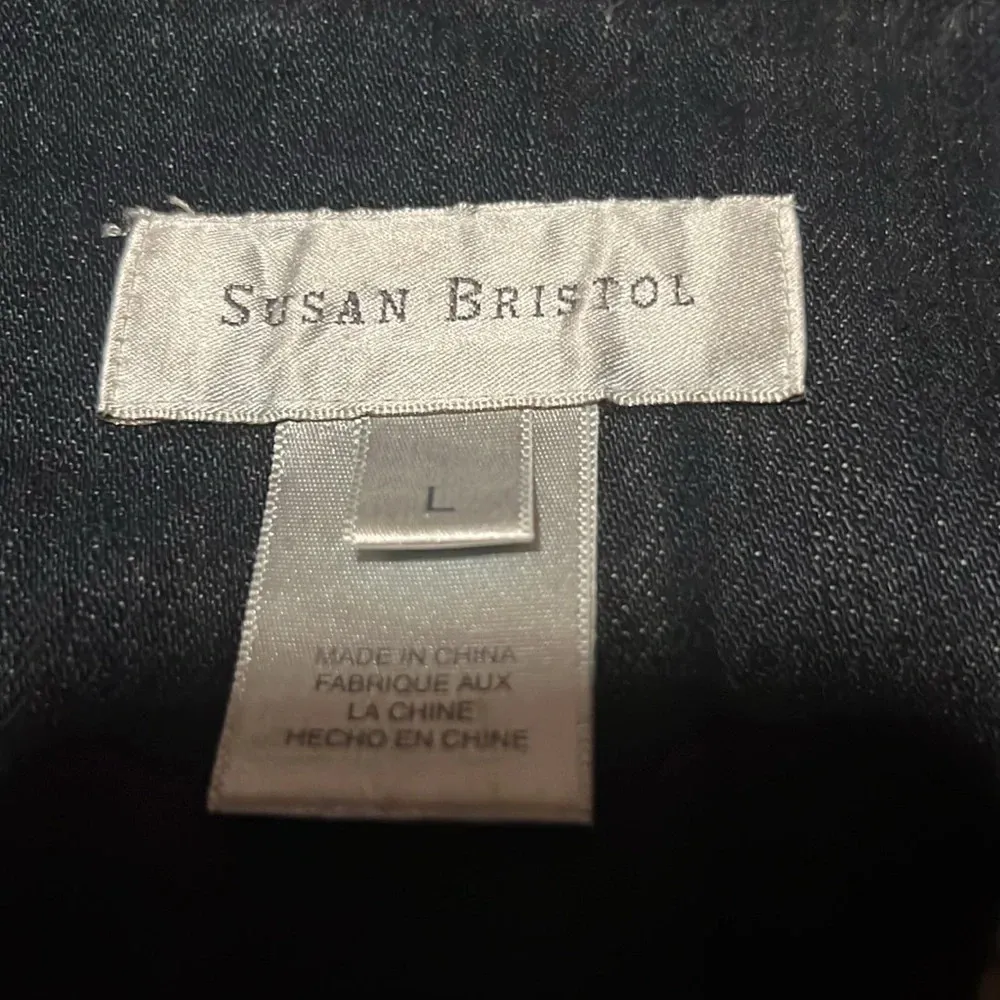 SUSAN BRISTOL
L
MADE IN CHINA
FABRIQUE AUX
LA CHINE
HECHO EN CHINE